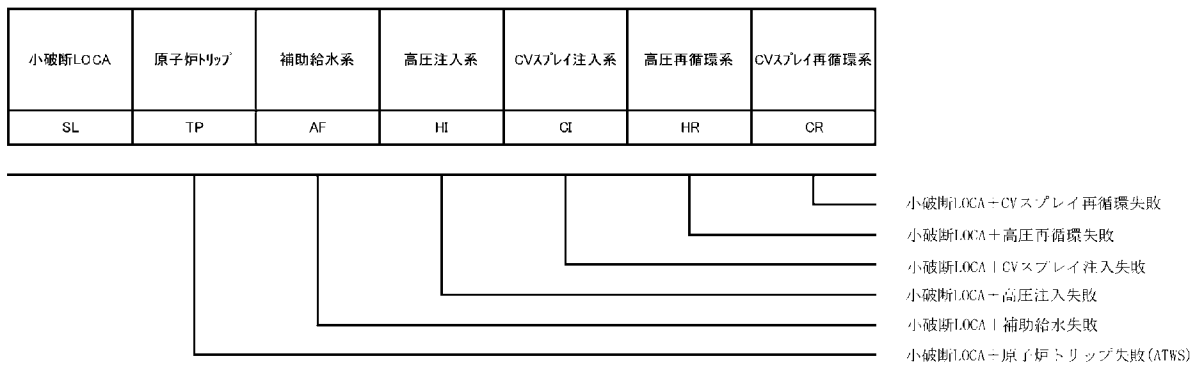 小破断LOCA
原子炉トリップ
補助給水系
高圧注入系
CVスプレイ注入系
高圧再循環系
CVスプレイ再循環系
SL
TP
AF
HI
CI
HR
CR
小破断LOCA+CVスプレイ再循環失敗
小破断LOCA+高圧再循環失敗
小破断LOCA+CVスプレイ注入失敗
小破断LOCA+高圧注入失敗
小破断LOCA+補助給水失敗
小破断LOCA+原子炉トリップ失敗(ATWS)